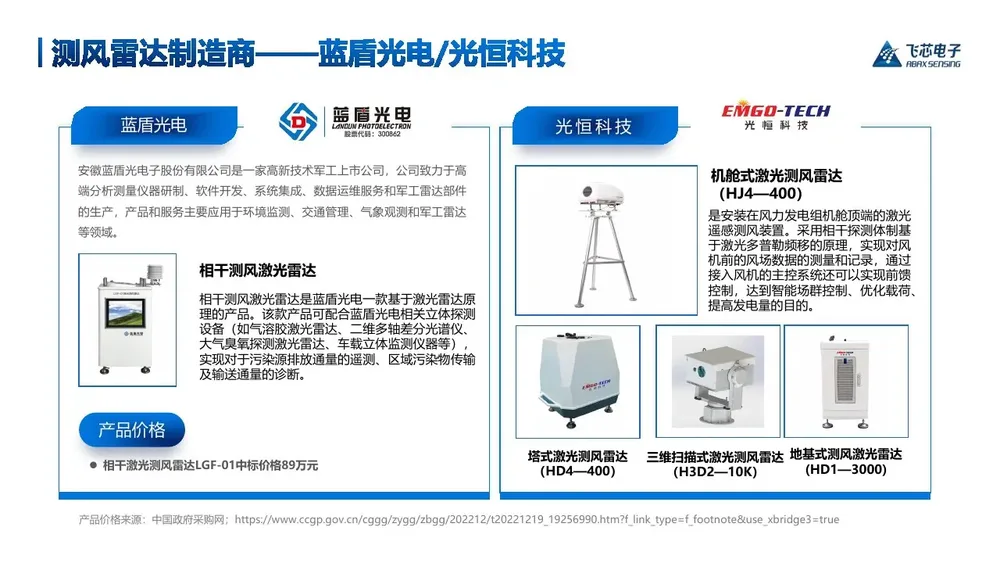 测风雷达制造商——蓝盾光电/光恒科技
飞芯电子
ABAX SENSING
蓝盾光电
蓝盾光电
LANDUN PHOTOELECTRON
股票代码：300862
安徽蓝盾光电子股份有限公司是一家高新技术军工上市公司，公司致力于高
端分析测量仪器研制、软件开发、系统集成、数据运维服务和军工雷达部件
的生产，产品和服务主要应用于环境监测、交通管理、气象观测和军工雷达
等领域。
相干测风激光雷达
相干测风激光雷达是蓝盾光电一款基于激光雷达原
理的产品。该款产品可配合蓝盾光电相关立体探测
设备（如气溶胶激光雷达、二维多轴差分光谱仪、
大气臭氧探测激光雷达、车载立体监测仪器等），
实现对于污染源排放通量的遥测、区域污染物传输
及输送通量的诊断。
产品价格
● 相干激光测风雷达LGF-01中标价格89万元
光恒科技
EMGO-TECH
光恒科技
机舱式激光测风雷达
（HJ4—400）
是安装在风力发电组机舱顶端的激光
遥感测风装置。采用相干探测体制基
于激光多普勒频移的原理，实现对风
机前的风场数据的测量和记录，通过
接入风机的主控系统还可以实现前馈
控制，达到智能场群控制、优化载荷、
提高发电量的目的。
EMGO-TECH
塔式激光测风雷达
（HD4—400）
三维扫描式激光测风雷达
（H3D2—10K）
地基式测风激光雷达
（HD1—3000）
产品价格来源：中国政府采购网；https://www.ccgp.gov.cn/cggg/zygg/zbgg/202212/t20221219_19256990.htm?f_link_type=f_footnote&use_xbridge3=true